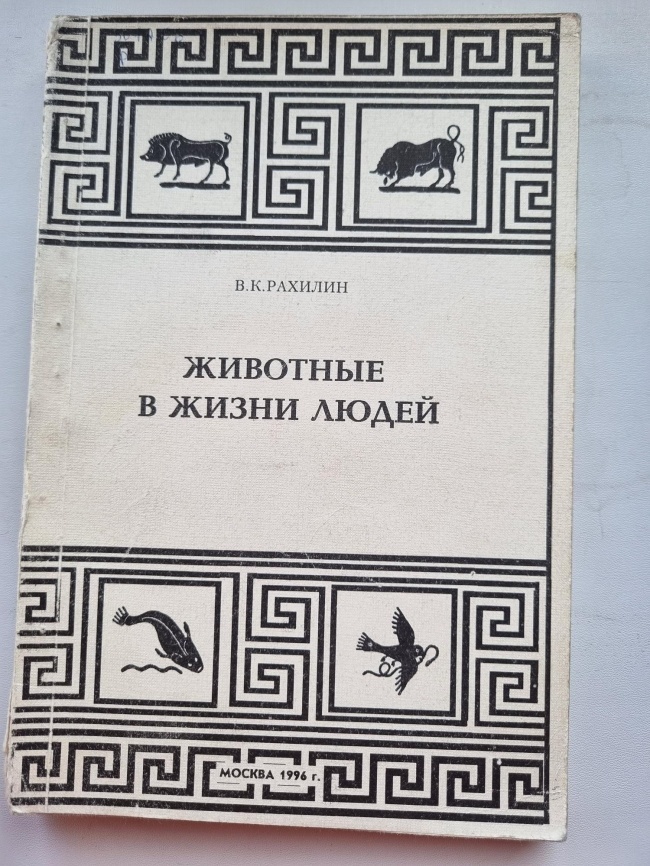 В.К.РАХИЛИН
ЖИВОТНЫЕ
В ЖИЗНИ ЛЮДЕЙ
МОСКВА 1996 г.